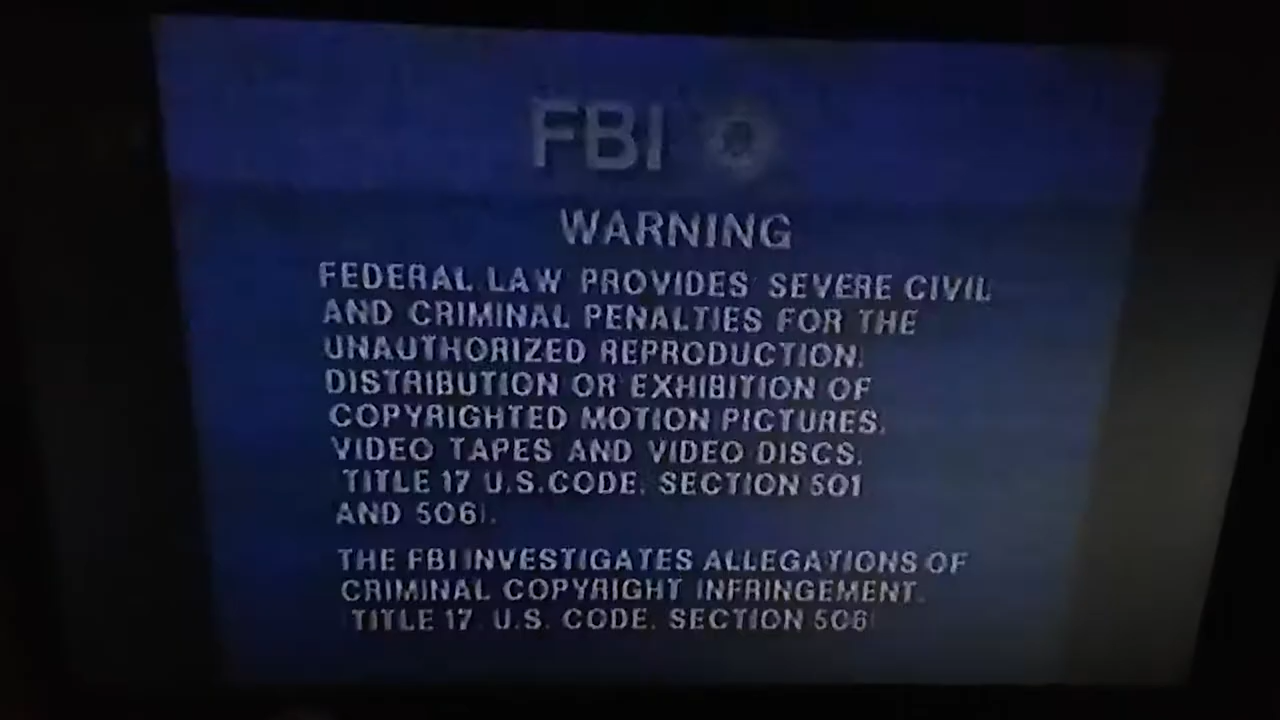 FBI
WARNING
FEDERAL LAW PROVIDES SEVERE CIVIL
AND CRIMINAL PENALTIES FOR THE
UNAUTHORIZED REPRODUCTION,
DISTRIBUTION OR EXHIBITION OF
COPYRIGHTED MOTION PICTURES,
VIDEO TAPES AND VIDEO DISCS.
(TITLE 17 U.S.CODE, SECTION 501
AND 506).
THE FBI INVESTIGATES ALLEGATIONS OF
CRIMINAL COPYRIGHT INFRINGEMENT.
(TITLE 17, U.S. CODE, SECTION 506)